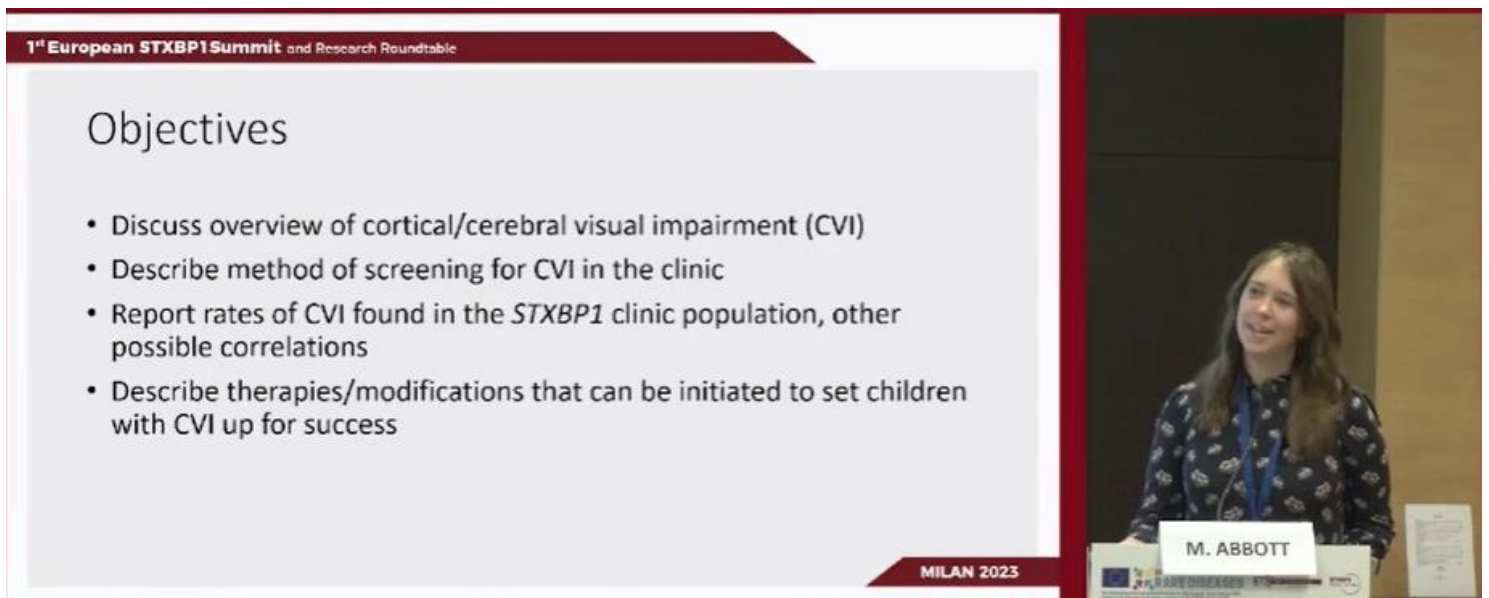 1st European STXBP1 Summit and Research Roundtable
Objectives
• Discuss overview of cortical/cerebral visual impairment (CVI)
• Describe method of screening for CVI in the clinic
• Report rates of CVI found in the STXBP1 clinic population, other
possible correlations
• Describe therapies/modifications that can be initiated to set children
with CVI up for success
MILAN 2023
M. ABBOTT
RARE DISEASES